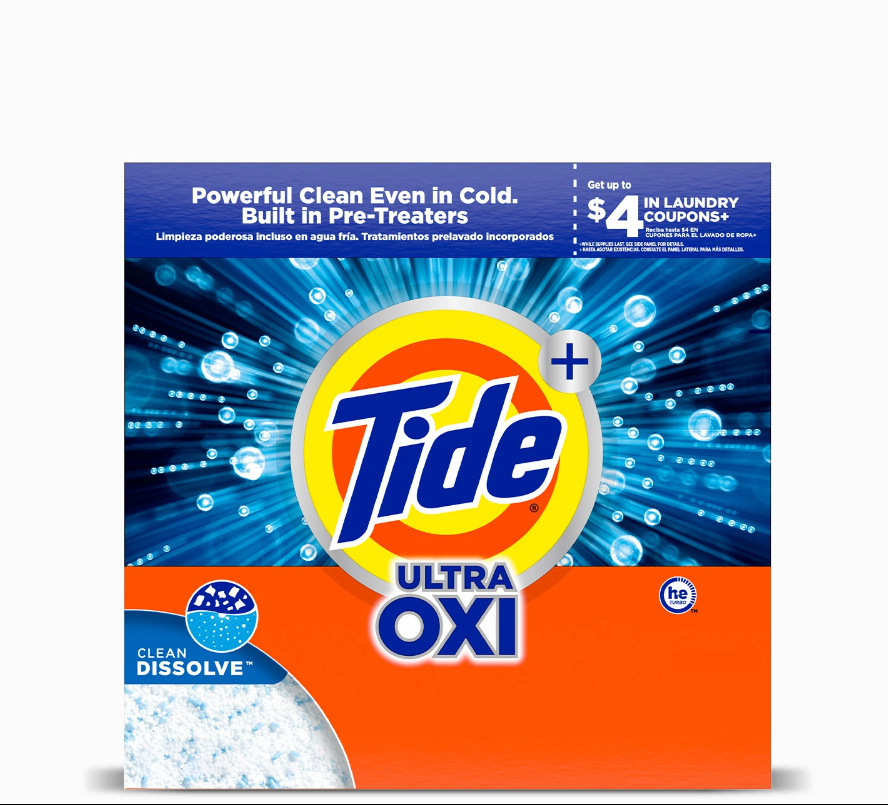 Powerful Clean Even in Cold.
Built in Pre-Treaters
Limpieza poderosa incluso en agua fría. Tratamientos prelavado incorporados
Get up to
$4 IN LAUNDRY
COUPONS+
Reciba hasta $4 EN
CUPONES PARA EL LAVADO DE ROPA+
+WHILE SUPPLIES LAST, SEE SIDE PANEL FOR DETAILS.
+HASTA AGOTAR EXISTENCIAS. CONSULTE EL PANEL LATERAL PARA MÁS DETALLES.
+
Tide®
ULTRA
OXI
he
TURBO
™
CLEAN
DISSOLVE™